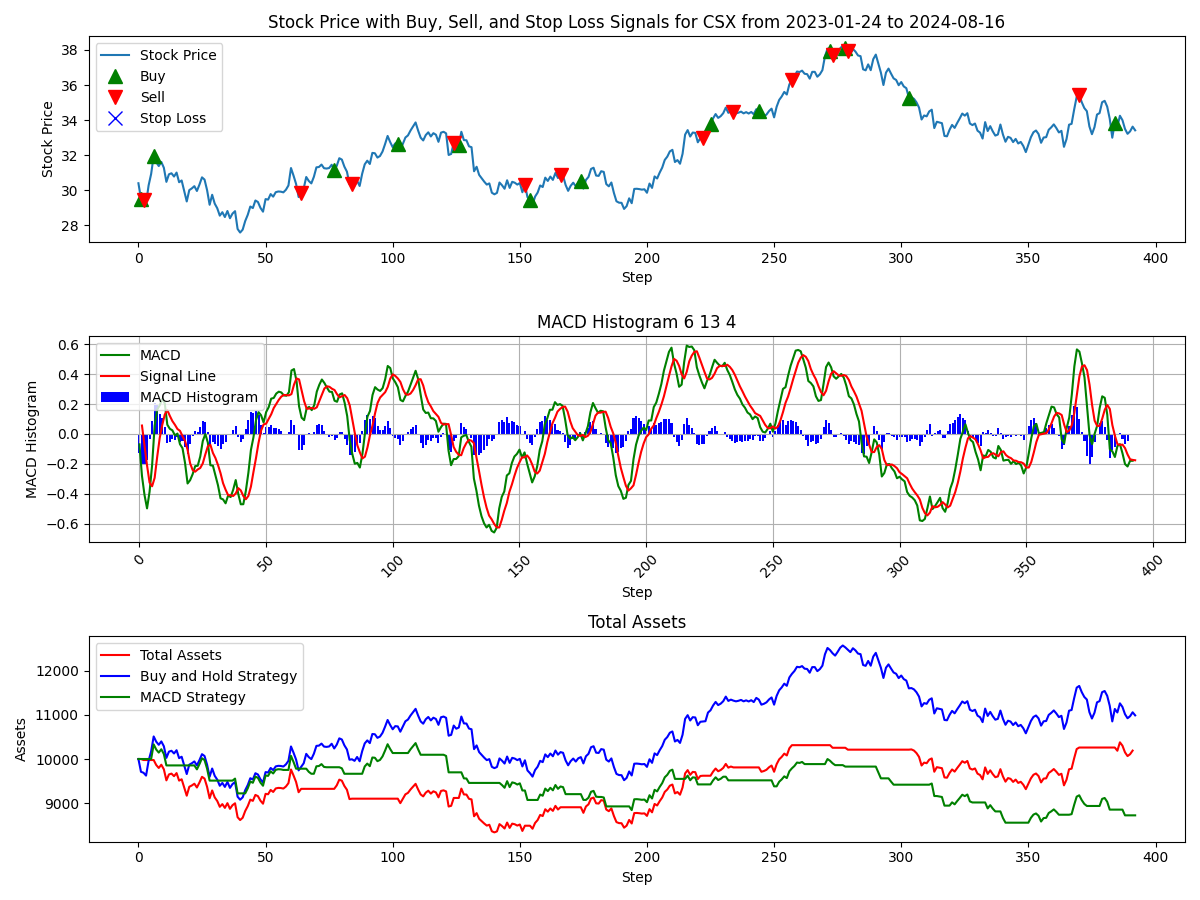 Stock Price with Buy, Sell, and Stop Loss Signals for CSX from 2023-01-24 to 2024-08-16
Stock Price
Buy
Sell
Stop Loss
Stock Price
38
36
34
32
30
28
0 50 100 150 200 250 300 350 400
Step
MACD Histogram 6 13 4
MACD
Signal Line
MACD Histogram
MACD Histogram
0.6
0.4
0.2
0.0
−0.2
−0.4
−0.6
0 50 100 150 200 250 300 350 400
Step
Total Assets
Total Assets
Buy and Hold Strategy
MACD Strategy
Assets
12000
11000
10000
9000
0 50 100 150 200 250 300 350 400
Step